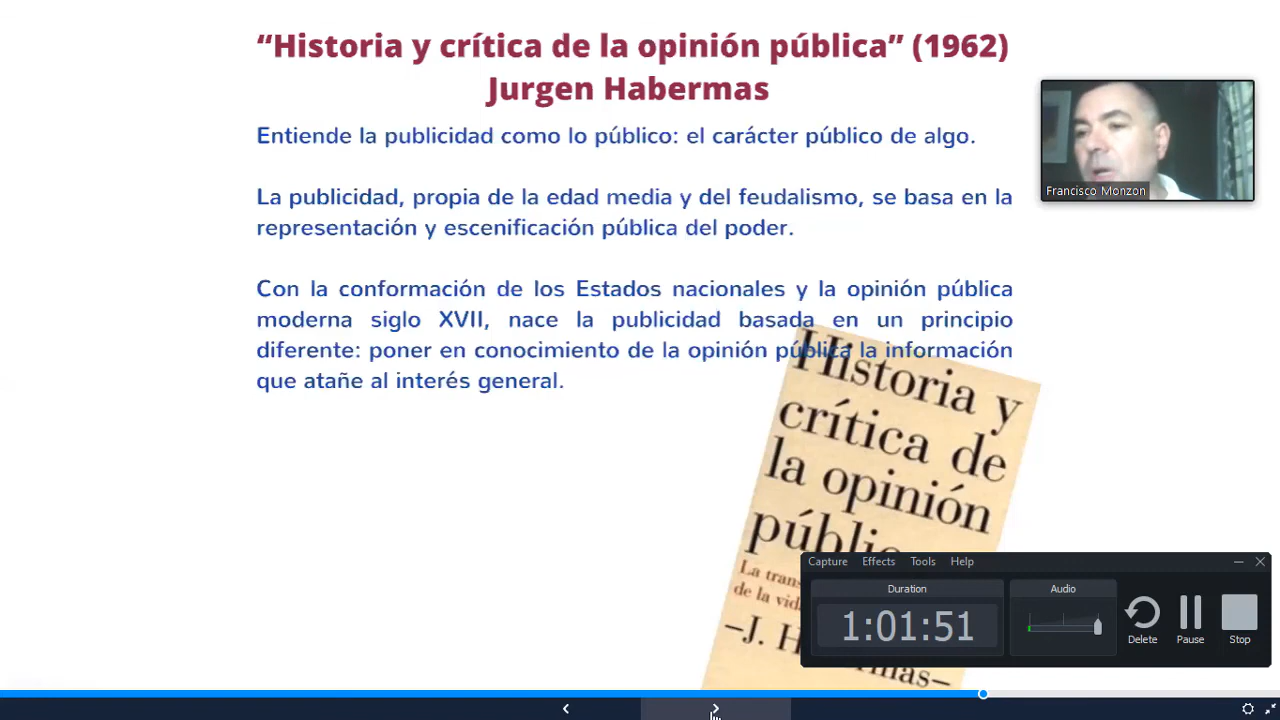 “Historia y crítica de la opinión pública” (1962)
Jurgen Habermas
Entiende la publicidad como lo público: el carácter público de algo.
La publicidad, propia de la edad media y del feudalismo, se basa en la
representación y escenificación pública del poder.
Con la conformación de los Estados nacionales y la opinión pública
moderna siglo XVII, nace la publicidad basada en un principio
diferente: poner en conocimiento de la opinión pública la información
que atañe al interés general.
Francisco Monzon
Historia y
crítica de
la opinión
La
de la
–J.
Capture Effects Tools Help
Duration
Audio
1:01:51
Delete
Pause
Stop